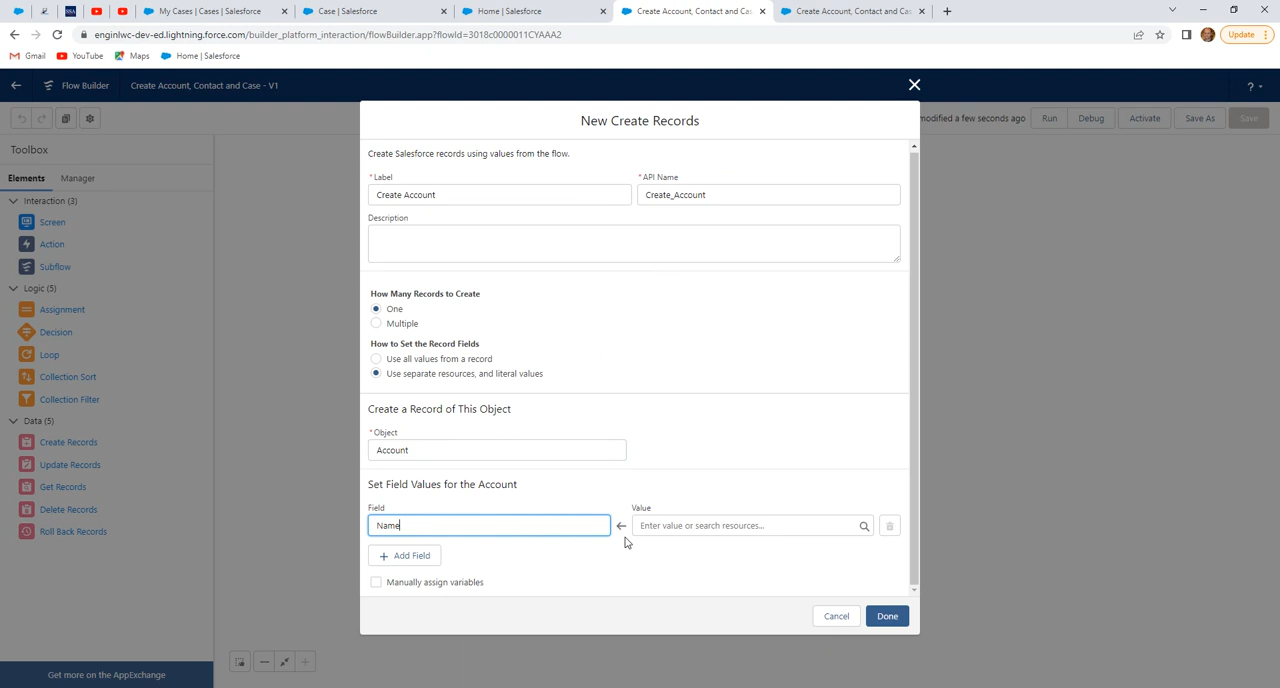 SSA
My Cases | Cases | Salesforce
Case | Salesforce
Home | Salesforce
Create Account, Contact and Cas
Create Account, Contact and Cas
enginlwc-dev-ed.lightning.force.com/builder_platform_interaction/flowBuilder.app?flowId=3018c0000011CYAAA2
Update
Gmail
YouTube
Maps
Home | Salesforce
Flow Builder
Create Account, Contact and Case - V1
?
modified a few seconds ago
Run
Debug
Activate
Save As
Save
Toolbox
Elements
Manager
Interaction (3)
Screen
Action
Subflow
Logic (5)
Assignment
Decision
Loop
Collection Sort
Collection Filter
Data (5)
Create Records
Update Records
Get Records
Delete Records
Roll Back Records
Get more on the AppExchange
New Create Records
Create Salesforce records using values from the flow.
* Label
* API Name
Create Account
Create_Account
Description
How Many Records to Create
One
Multiple
How to Set the Record Fields
Use all values from a record
Use separate resources, and literal values
Create a Record of This Object
* Object
Account
Set Field Values for the Account
Field
Value
Name
Enter value or search resources...
+ Add Field
Manually assign variables
Cancel
Done